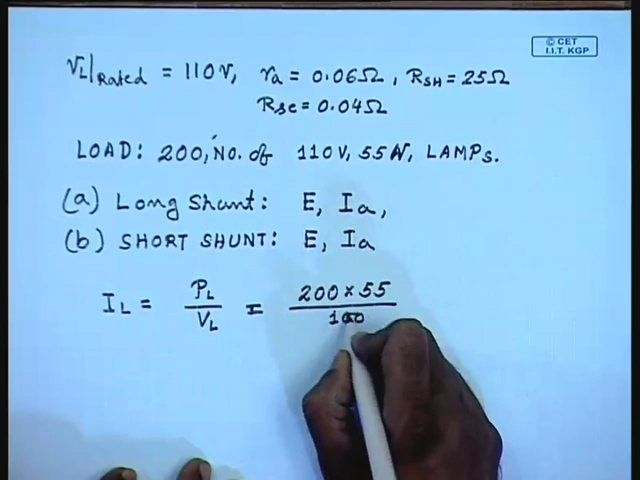 © CET
I.I.T. KGP
VL|Rated = 110V, ra = 0.06Ω, RSH = 25Ω
Rse = 0.04Ω
LOAD: 200, NO. of 110V, 55W, LAMPS.
(a) Long Shunt: E, Ia,
(b) SHORT SHUNT: E, Ia
IL = PL/VL = 200×55/100